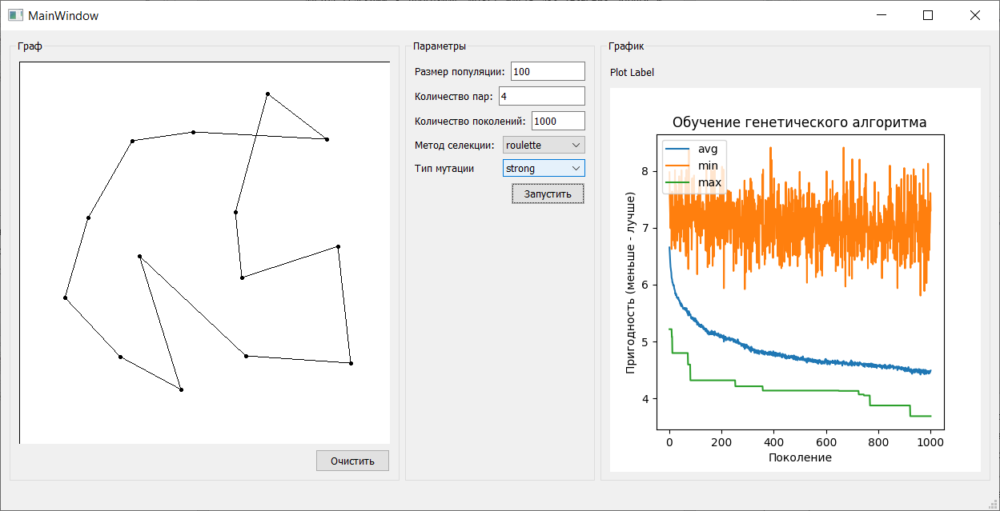 MainWindow
Граф
Очистить
Параметры
Размер популяции: 100
Количество пар: 4
Количество поколений: 1000
Метод селекции: roulette
Тип мутации strong
Запустить
График
Plot Label
Обучение генетического алгоритма
avg
min
max
Пригодность (меньше - лучше)
8
7
6
5
4
0 200 400 600 800 1000
Поколение